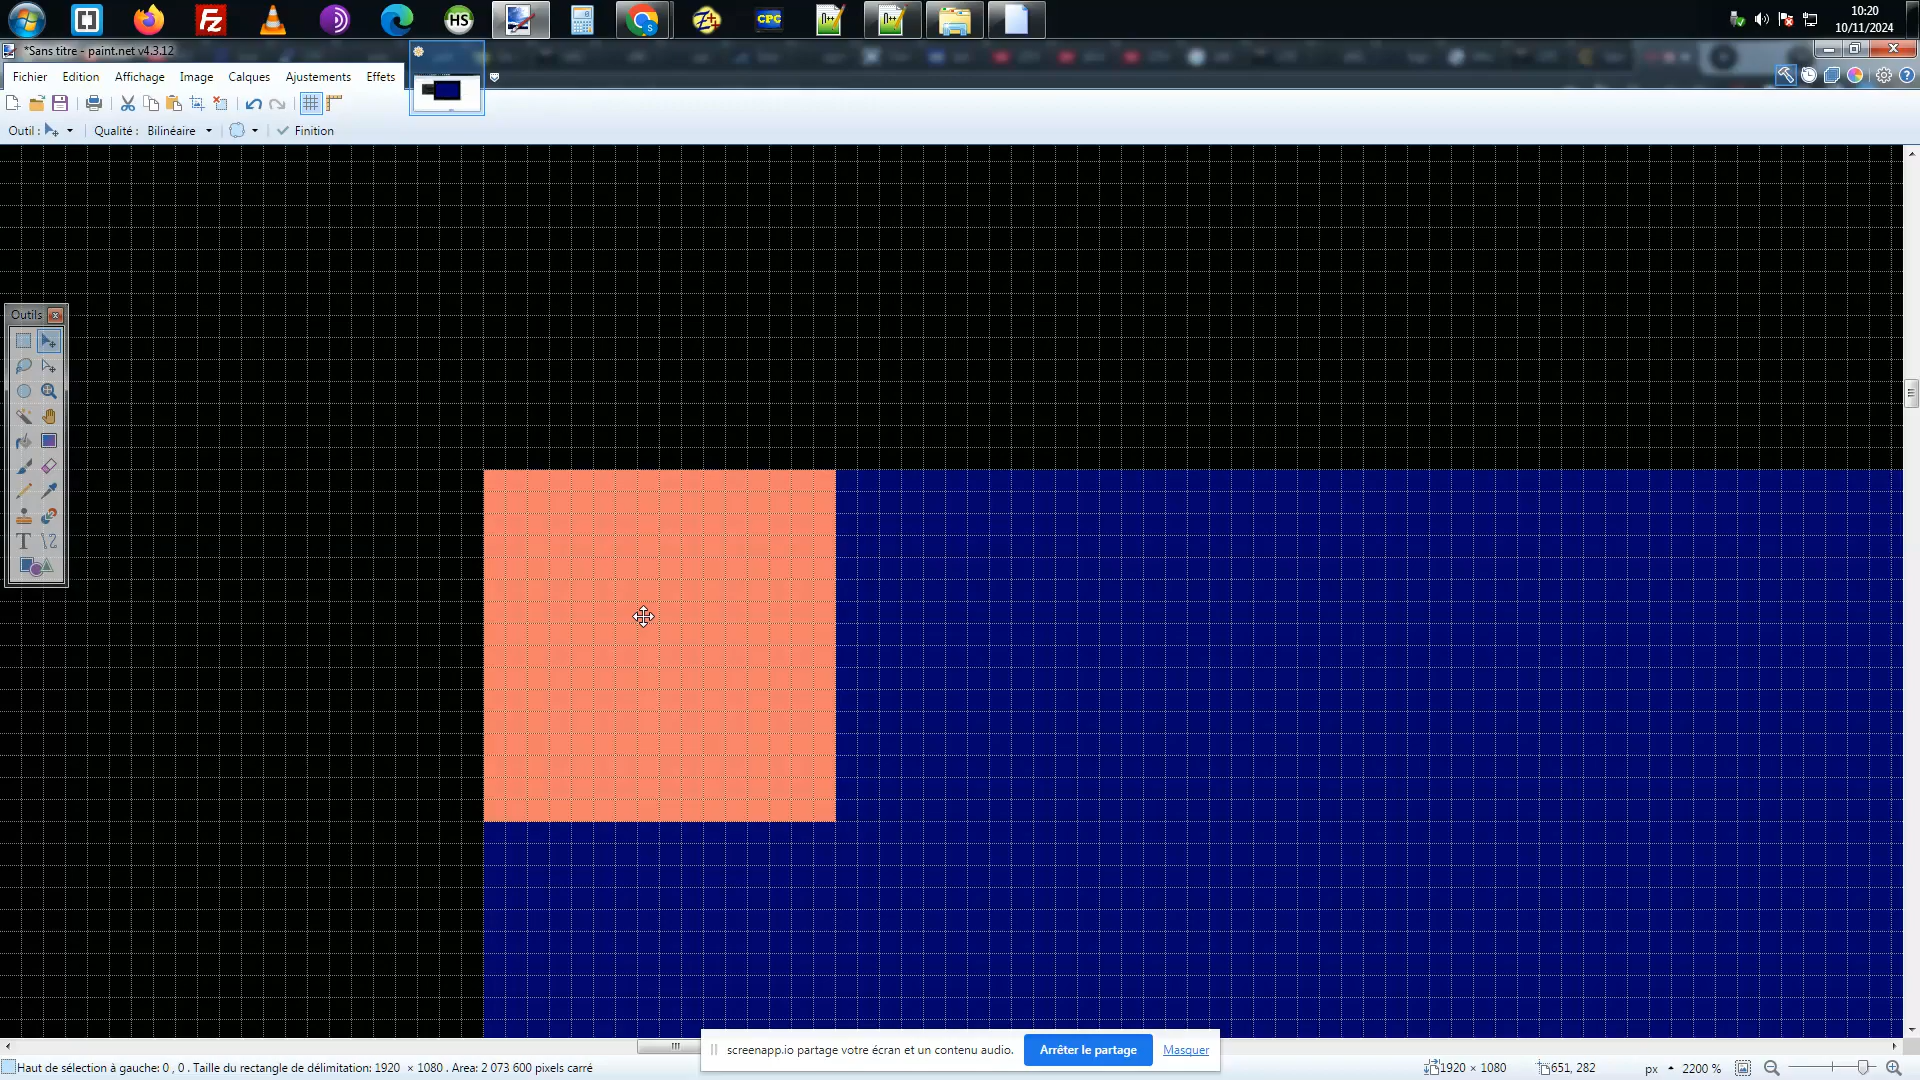 HS
CPC
10:20
10/11/2024
*Sans titre - paint.net v4.3.12
Fichier Edition Affichage Image Calques Ajustements Effets
Outil : Qualité : Bilinéaire Finition
Outils
screenapp.io partage votre écran et un contenu audio. Arrêter le partage Masquer
Haut de sélection à gauche: 0 , 0 . Taille du rectangle de délimitation: 1920 × 1080 . Area: 2 073 600 pixels carré 1920 × 1080 651, 282 px 2200 %